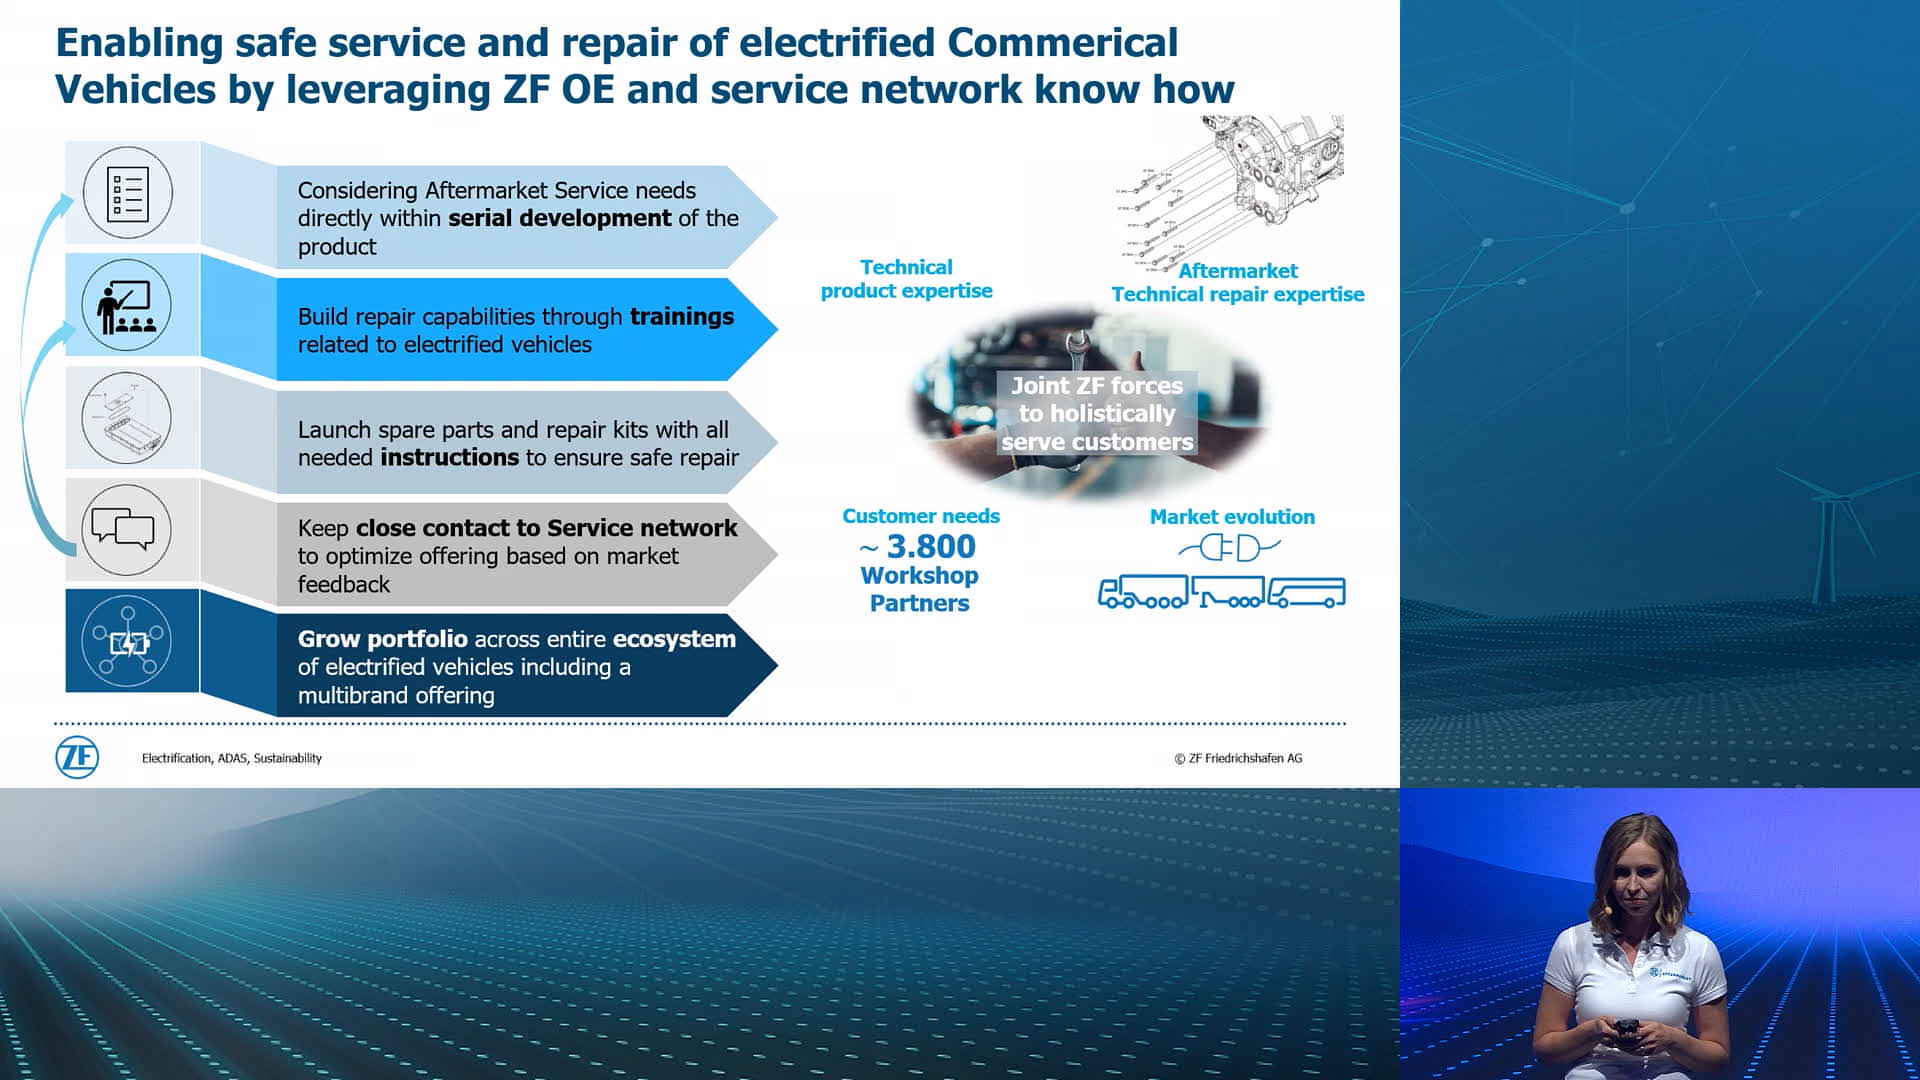 Enabling safe service and repair of electrified Commerical
Vehicles by leveraging ZF OE and service network know how
Considering Aftermarket Service needs
directly within serial development of the
product
Build repair capabilities through trainings
related to electrified vehicles
Launch spare parts and repair kits with all
needed instructions to ensure safe repair
Keep close contact to Service network
to optimize offering based on market
feedback
Grow portfolio across entire ecosystem
of electrified vehicles including a
multibrand offering
Technical
product expertise
Aftermarket
Technical repair expertise
Joint ZF forces
to holistically
serve customers
Customer needs
~ 3.800
Workshop
Partners
Market evolution
ZF
Electrification, ADAS, Sustainability
© ZF Friedrichshafen AG